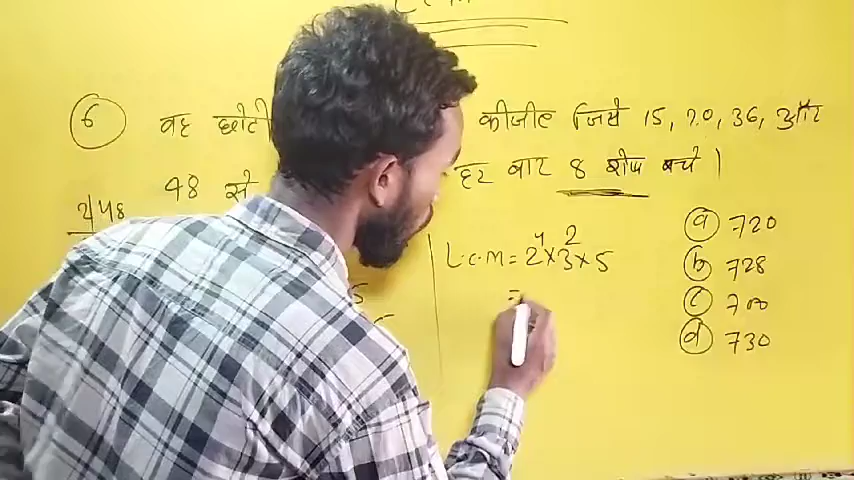 6 वह छोटी कीजीए जिसे 15, 20, 36, और
48 से हर बार 8 शेष बचे |
2 48
L.C.M = 2⁴ × 3² × 5
=
5
(a) 720
(b) 728
(c) 700
(d) 730